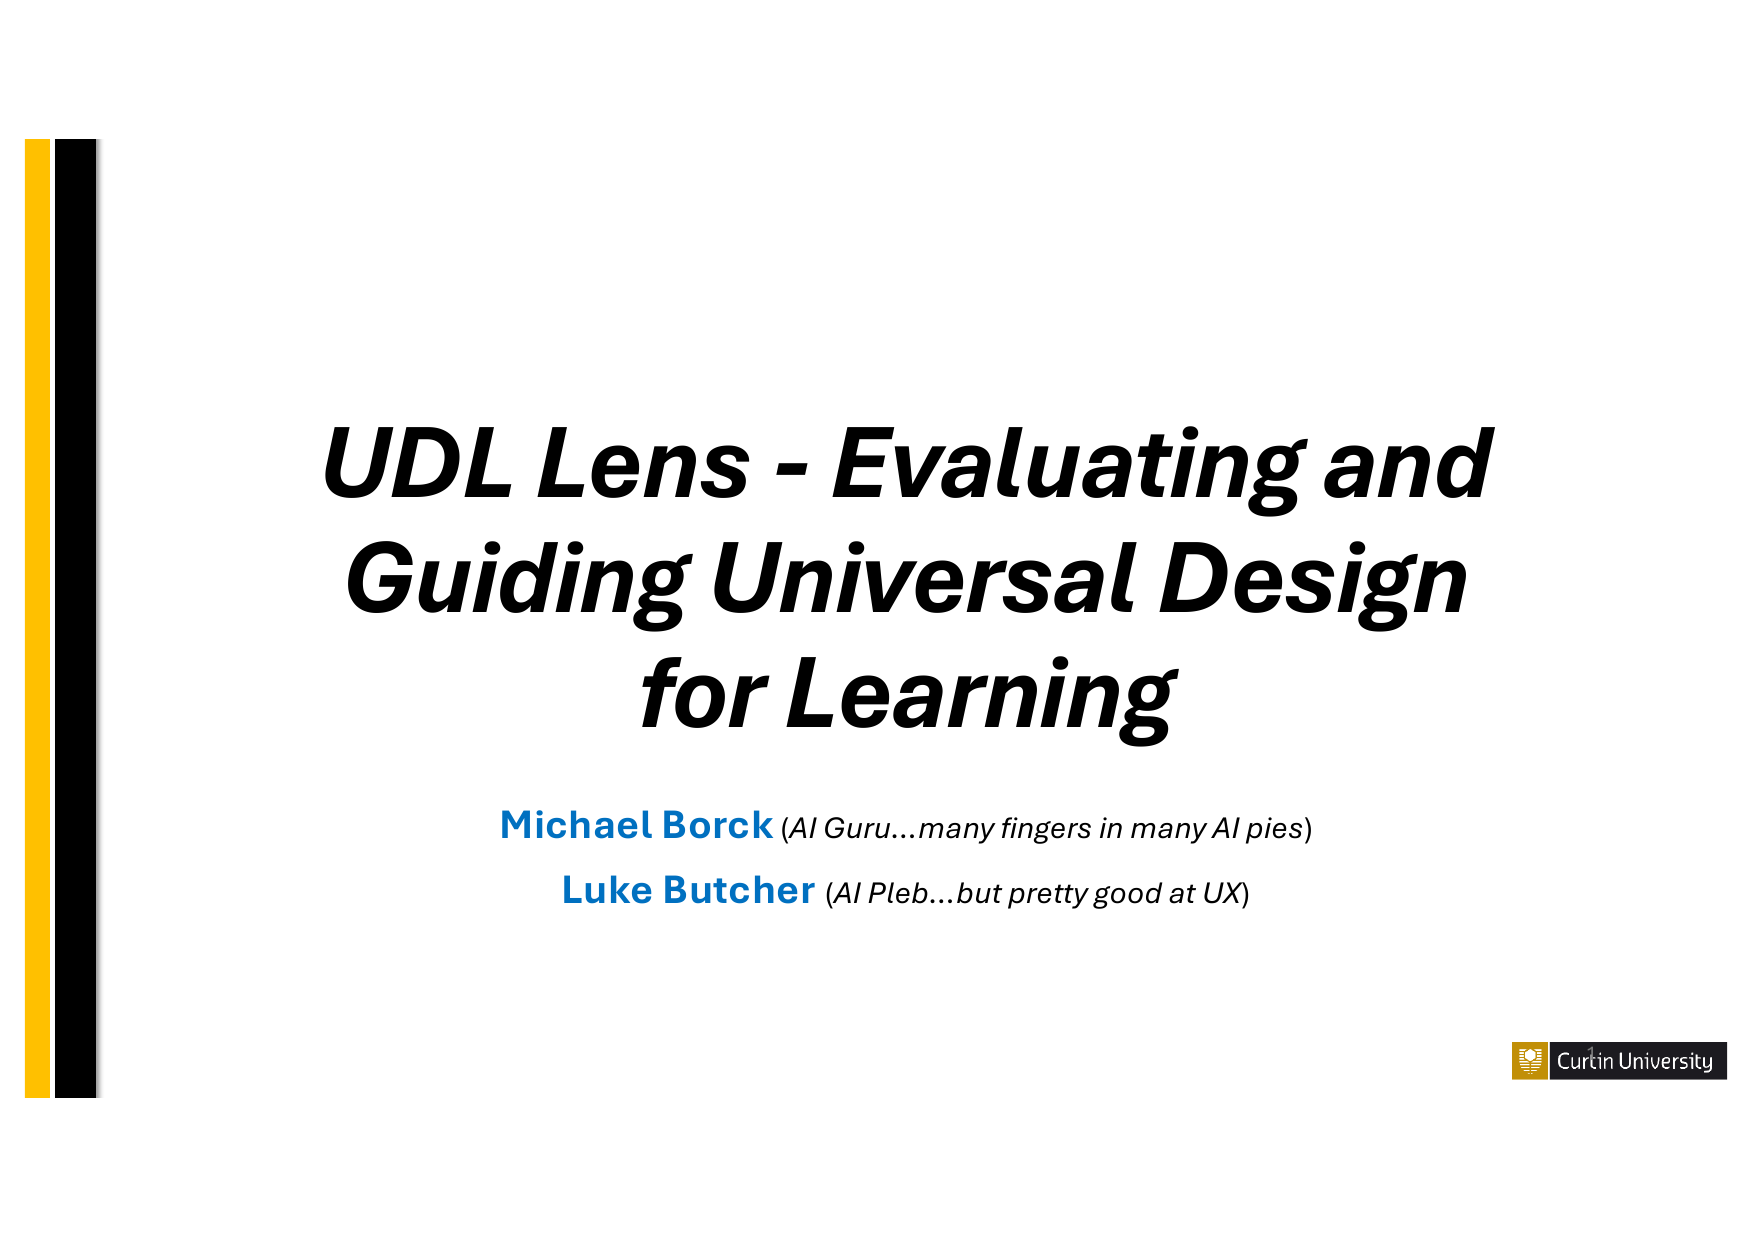 UDL Lens - Evaluating and
Guiding Universal Design
for Learning
Michael Borck (AI Guru...many fingers in many AI pies)
Luke Butcher (AI Pleb...but pretty good at UX)
1
Curtin University